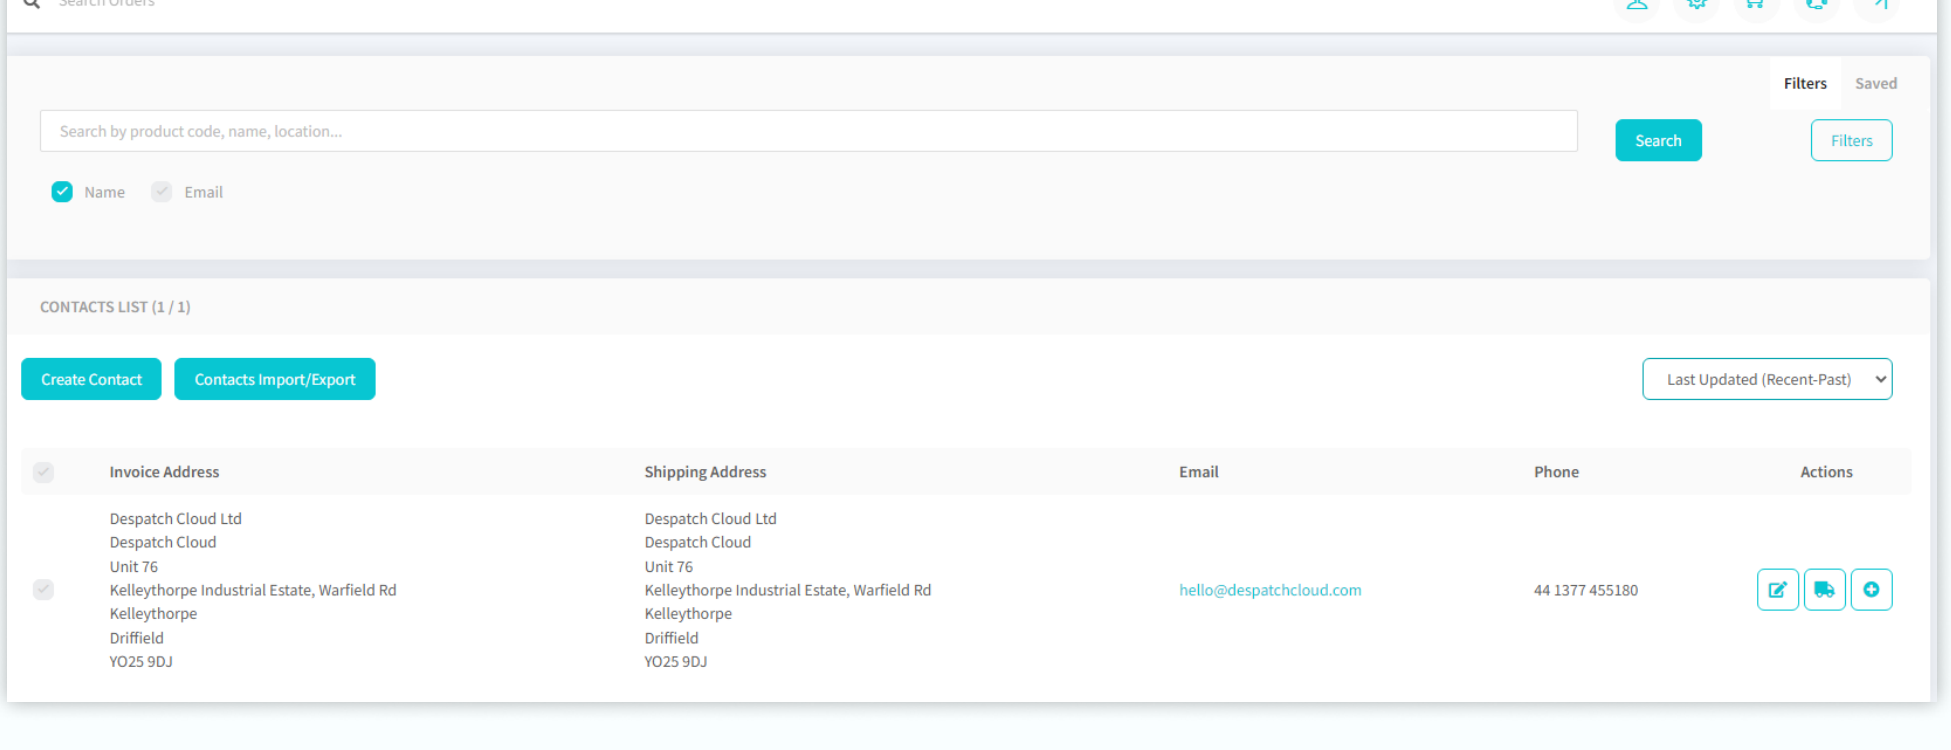 Search Orders
Filters Saved
Search by product code, name, location...
Search
Filters
Name Email
CONTACTS LIST (1 / 1)
Create Contact Contacts Import/Export
Last Updated (Recent-Past)
Invoice Address Shipping Address Email Phone Actions
Despatch Cloud Ltd Despatch Cloud Ltd
Despatch Cloud Despatch Cloud
Unit 76 Unit 76
Kelleythorpe Industrial Estate, Warfield Rd Kelleythorpe Industrial Estate, Warfield Rd hello@despatchcloud.com 44 1377 455180
Kelleythorpe Kelleythorpe
Driffield Driffield
YO25 9DJ YO25 9DJ